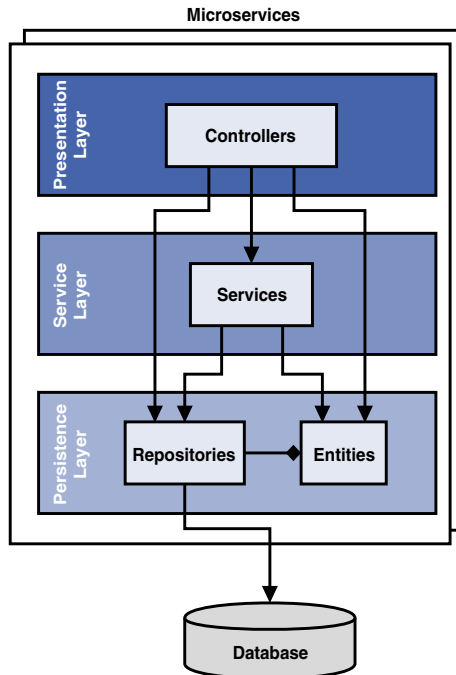 Microservices
Presentation
Layer
Controllers
Service
Layer
Services
Persistence
Layer
Repositories
Entities
Database